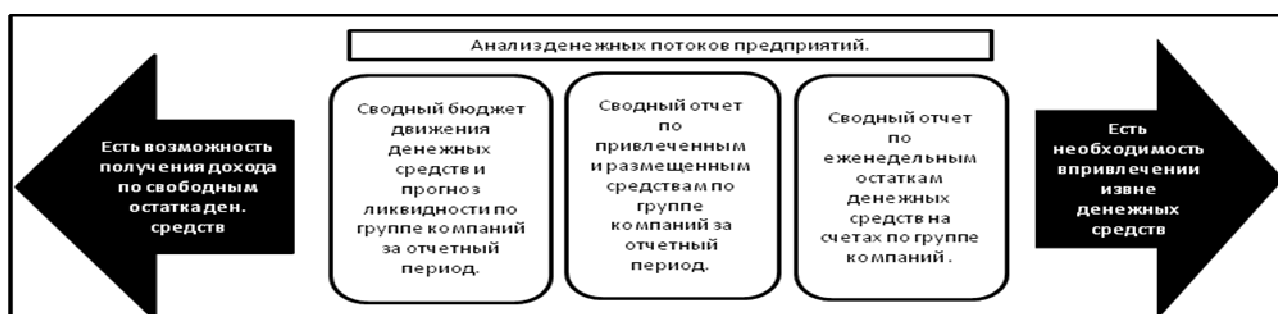 Анализ денежных потоков предприятий.
Есть возможность
получения дохода
по свободным
остатка ден.
средств
Сводный бюджет
движения
денежных
средств и
прогноз
ликвидности по
группе компаний
за отчетный
период.
Сводный отчет
по
привлеченным
и размещенным
средствам по
группе
компаний за
отчетный
период.
Сводный отчет
по
еженедельным
остаткам
денежных
средств на
счетах по группе
компаний .
Есть
необходимость
впривлечении
извне
денежных
средств